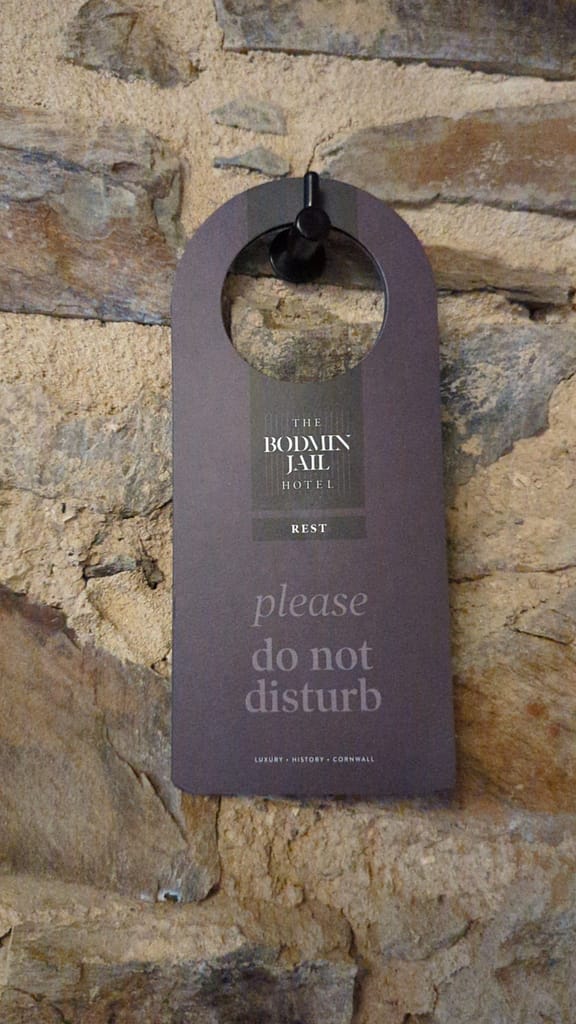 THE
BODMIN
JAIL
HOTEL
REST
please
do not
disturb
LUXURY • HISTORY • CORNWALL